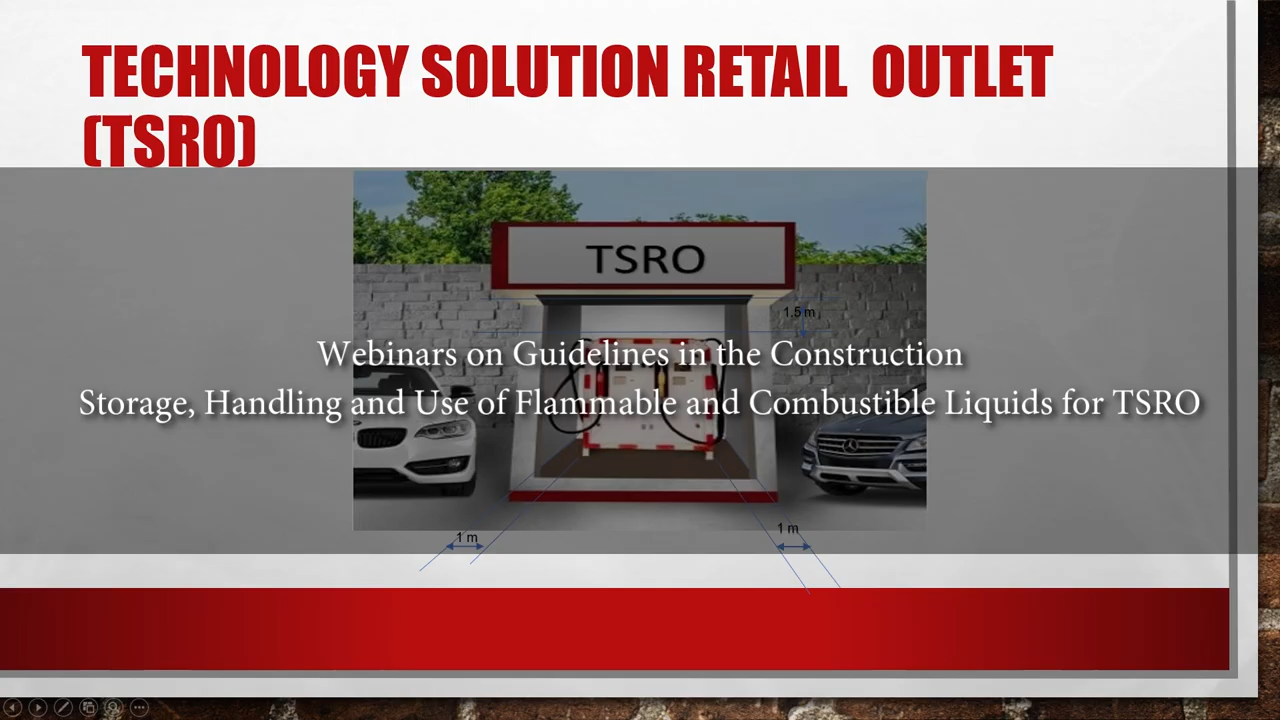 TECHNOLOGY SOLUTION RETAIL OUTLET
(TSRO)
TSRO
1.5 m
Webinars on Guidelines in the Construction
Storage, Handling and Use of Flammable and Combustible Liquids for TSRO
1 m
1 m